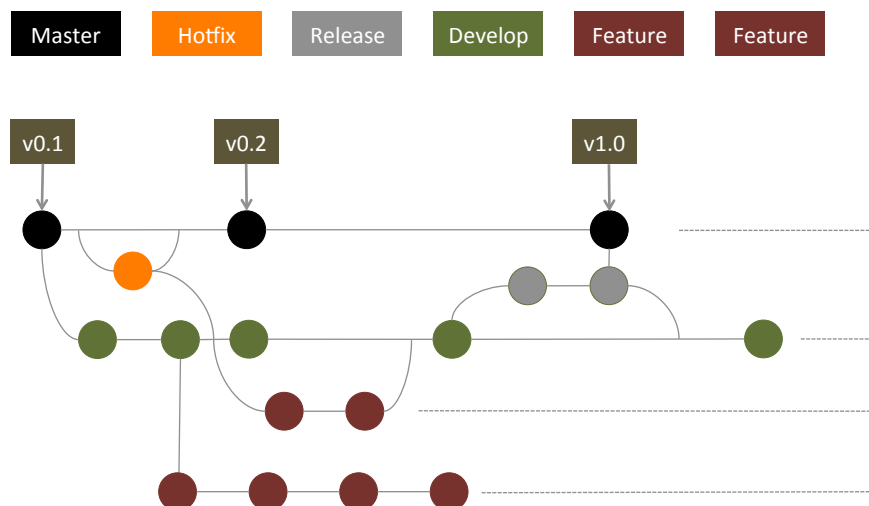 Master
Hotfix
Release
Develop
Feature
Feature
v0.1
v0.2
v1.0